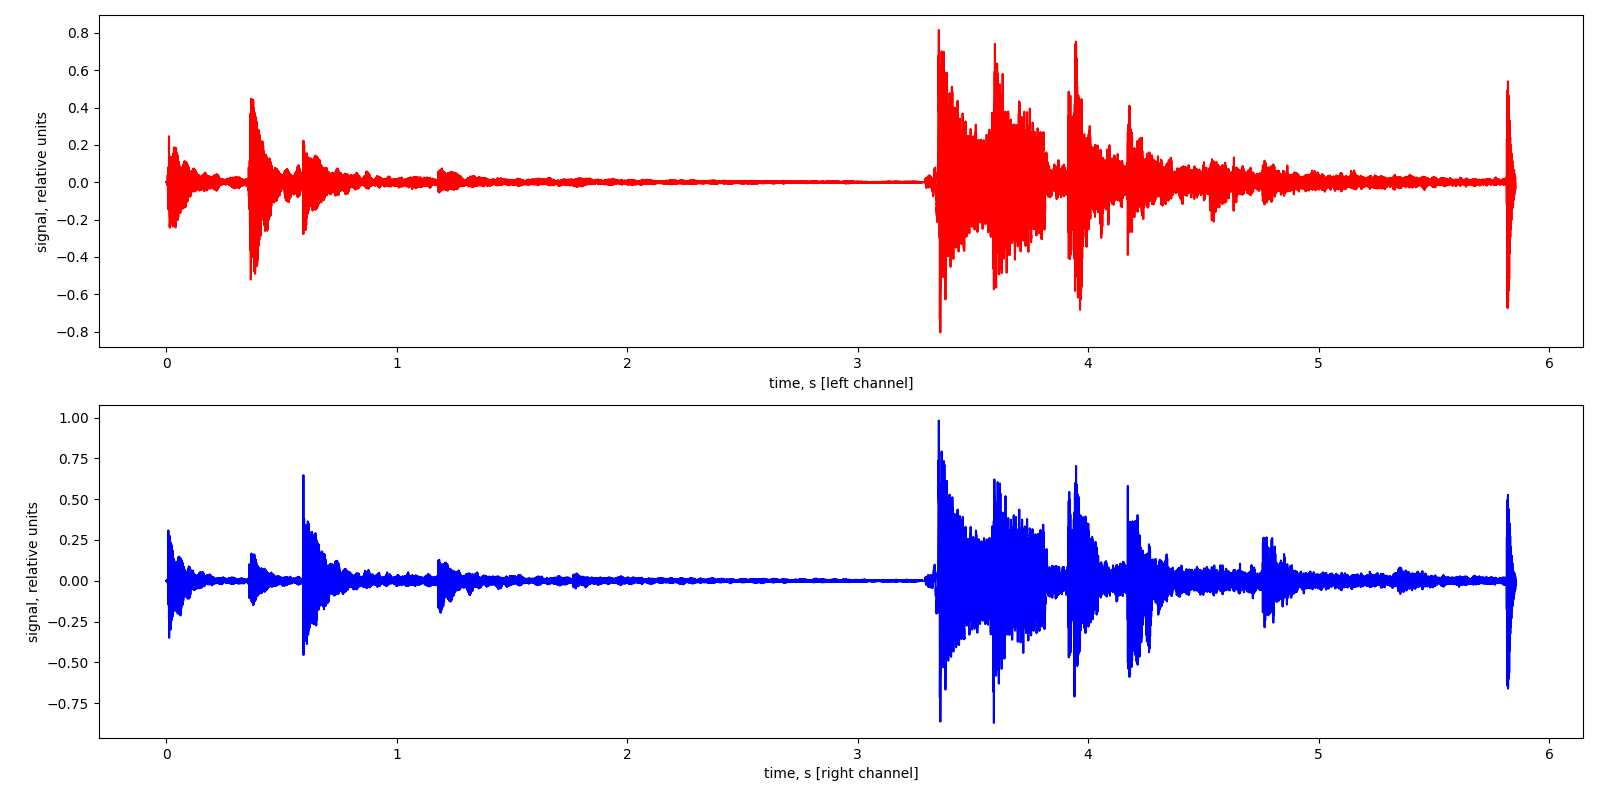 0.8
0.6
0.4
0.2
0.0
−0.2
−0.4
−0.6
−0.8
signal, relative units
0 1 2 3 4 5 6
time, s [left channel]
1.00
0.75
0.50
0.25
0.00
−0.25
−0.50
−0.75
signal, relative units
0 1 2 3 4 5 6
time, s [right channel]